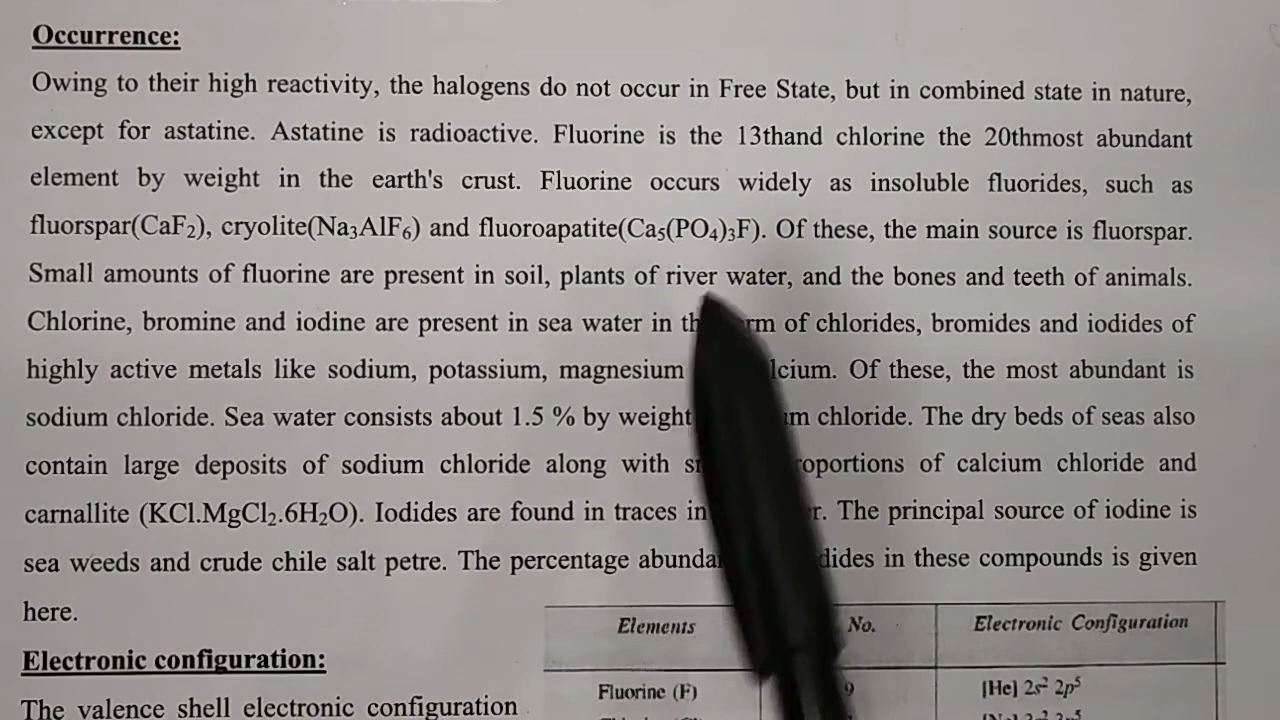 Occurrence:
Owing to their high reactivity, the halogens do not occur in Free State, but in combined state in nature,
except for astatine. Astatine is radioactive. Fluorine is the 13thand chlorine the 20thmost abundant
element by weight in the earth's crust. Fluorine occurs widely as insoluble fluorides, such as
fluorspar(CaF₂), cryolite(Na₃AlF₆) and fluoroapatite(Ca₅(PO₄)₃F). Of these, the main source is fluorspar.
Small amounts of fluorine are present in soil, plants of river water, and the bones and teeth of animals.
Chlorine, bromine and iodine are present in sea water in of chlorides, bromides and iodides of
highly active metals like sodium, potassium, magnesium Of these, the most abundant is
sodium chloride. Sea water consists about 1.5 % by weight chloride. The dry beds of seas also
contain large deposits of sodium chloride along with of calcium chloride and
carnallite (KCl.MgCl₂.6H₂O). Iodides are found in traces in The principal source of iodine is
sea weeds and crude chile salt petre. The percentage in these compounds is given
here.
Elements No. Electronic Configuration
Electronic configuration:
Fluorine (F) 9 [He] 2s² 2p⁵
The valence shell electronic configuration